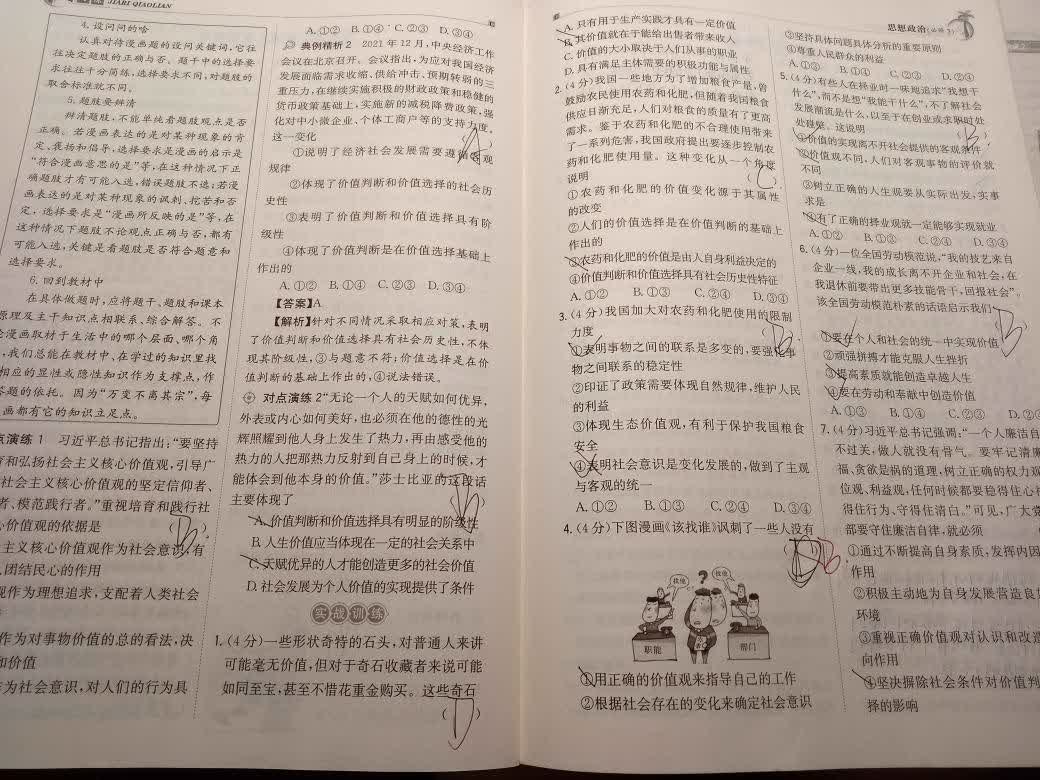 JIARI QIAOLIAN
4. 设问问的啥
认真对待漫画题的设问关键词,它往
往决定题肢的正确与否。题干中的选择要
求往往十分简练,选择要求不同,对题肢的
取舍标准就不同。
5. 题肢要辨清
辨清题肢,不能单纯看题肢观点是否
正确。若漫画表达的是对某种现象的肯
定、褒扬和倡导,选择要求是漫画的启示是
“符合漫画意思的是”等,在这种情况下正
确题肢才有可能入选,错误题肢不选;若漫
画表达的是对某种现象的讽刺、挖苦和否
定,选择要求是“漫画所反映的是”等,在
这种情况下题肢不论观点正确与否,都有
可能入选,关键是看题肢是否符合题意和
选择要求。
6. 回到教材中
在具体做题时,应将题干、题肢和课本
原理及主干知识点相联系、综合解答。不
论漫画取材于生活中的哪个层面、哪个角
,我们总能在教材中、在学过的知识里找
相应的显性或隐性知识作为支撑点,作
答题的依托。因为“万变不离其宗”,每
画都有它的知识立足点。
点演练1 习近平总书记指出:“要坚持
育和弘扬社会主义核心价值观,引导广
社会主义核心价值观的坚定信仰者、
者、模范践行者。”重视培育和践行社
心价值观的依据是 (B)
主义核心价值观作为社会意识,有
团结民心的作用
观作为理想追求,支配着人类社会
作为对事物价值的总的看法,决
和价值
为社会意识,对人们的行为具
A. ①② B. ①④ C. ②③ D. ③④
典例精析2 2021年12月,中央经济工作
会议在北京召开。会议指出,为应对我国经济
发展面临需求收缩、供给冲击、预期转弱的三
重压力,在继续实施积极的财政政策和稳健的
货币政策基础上,实施新的减税降费政策,强
化对中小微企业、个体工商户等的支持力度。
这一变化 (A)
①说明了经济社会发展需要遵循客观
规律
②体现了价值判断和价值选择的社会历
史性
③表明了价值判断和价值选择具有阶
级性
④体现了价值判断是在价值选择基础上
作出的
A. ①② B. ①④ C. ②③ D. ③④
【答案】A
【解析】针对不同情况采取相应对策,表明
了价值判断和价值选择具有社会历史性,不体
现其阶级性,③与题意不符;价值选择是在价
值判断的基础上作出的,④说法错误。
对点演练2 “无论一个人的天赋如何优异,
外表或内心如何美好,也必须在他的德性的光
辉照耀到他人身上发生了热力,再由感受他的
热力的人把那热力反射到自己身上的时候,才
能体会到他本身的价值。”莎士比亚的这段话
主要体现了 (B)
A. 价值判断和价值选择具有明显的阶级性
B. 人生价值应当体现在一定的社会关系中
C. 天赋优异的人才能创造更多的社会价值
D. 社会发展为个人价值的实现提供了条件
实战训练
1. (4分)一些形状奇特的石头,对普通人来讲
可能毫无价值,但对于奇石收藏者来说可能
如同至宝,甚至不惜花重金购买。这些奇石
(D)
思想政治(必修
A. 只有用于生产实践才具有一定价值
B. 其价值就在于能给出售者带来收入
C. 价值的大小取决于人们从事的职业
D. 具有满足主体需要的积极功能与属性
2. (4分)我国一些地方为了增加粮食产量,曾
鼓励农民使用农药和化肥,但随着我国粮食
供应日渐充足,人们对粮食的质量有了更高
需求。鉴于农药和化肥的不合理使用带来
了一系列危害,我国政府提出要逐步控制农
药和化肥使用量。这种变化从一个角度
说明 (C)
①农药和化肥的价值变化源于其属性
的改变
②人们的价值选择是在价值判断的基础上
作出的
③农药和化肥的价值是由人自身利益决定的
④价值判断和价值选择具有社会历史性特征
A. ①② B. ①③ C. ②④ D. ③④
3. (4分)我国加大对农药和化肥使用的限制
力度 (B)
①表明事物之间的联系是多变的,要强化事
物之间联系的稳定性
②印证了政策需要体现自然规律,维护人民
的利益
③体现生态价值观,有利于保护我国粮食
安全
④表明社会意识是变化发展的,做到了主观
与客观的统一
A. ①② B. ①③ C. ②④ D. ③④
4. (4分)下图漫画《该找谁》讽刺了一些人没有
B
找他
?
找他
职能
部门
①用正确的价值观来指导自己的工作
②根据社会存在的变化来确定社会意识
③坚持具体问题具体分析的重要原则
④尊重人民群众的利益
A. ①② B. ①③ C. ②③ D. ②④
5. (4分)有些人在择业时一味地追求“我想干
什么”,而不是想“我能干什么”,不了解社会
发展潮流是什么,以至于在创业或求职时处
处碰壁。这说明 (B)
①价值的实现离不开社会提供的客观条件
②价值观不同,人们对客观事物的评价就
不同
③树立正确的人生观要从实际出发,实事
求是
④有了正确的择业观就一定能够实现就业
A. ①② B. ①③ C. ②④ D. ③④
6. (4分)一位全国劳动模范说,“我的技艺来自
企业一线,我的成长离不开企业和社会,在
我退休前要带出更多技能骨干,回报社会”。
该全国劳动模范朴素的话语启示我们 B
①要在个人和社会的统一中实现价值
②顽强拼搏才能克服人生挫折
③提高素质就能创造卓越人生
④要在劳动和奉献中创造价值
A. ①③ B. ①④ C. ②③ D. ②④
7. (4分)习近平总书记强调:“一个人廉洁自
不过关,做人就没有骨气。要牢记清廉
福、贪欲是祸的道理,树立正确的权力观
位观、利益观,任何时候都要稳得住心神
得住行为、守得住清白。”可见,广大党
都要守住廉洁自律,就必须
①通过不断提高自身素质,发挥内因
作用
②积极主动地为自身发展营造良好
环境
③重视正确价值观对认识和改造
向作用
④坚决摒除社会条件对价值判
择的影响